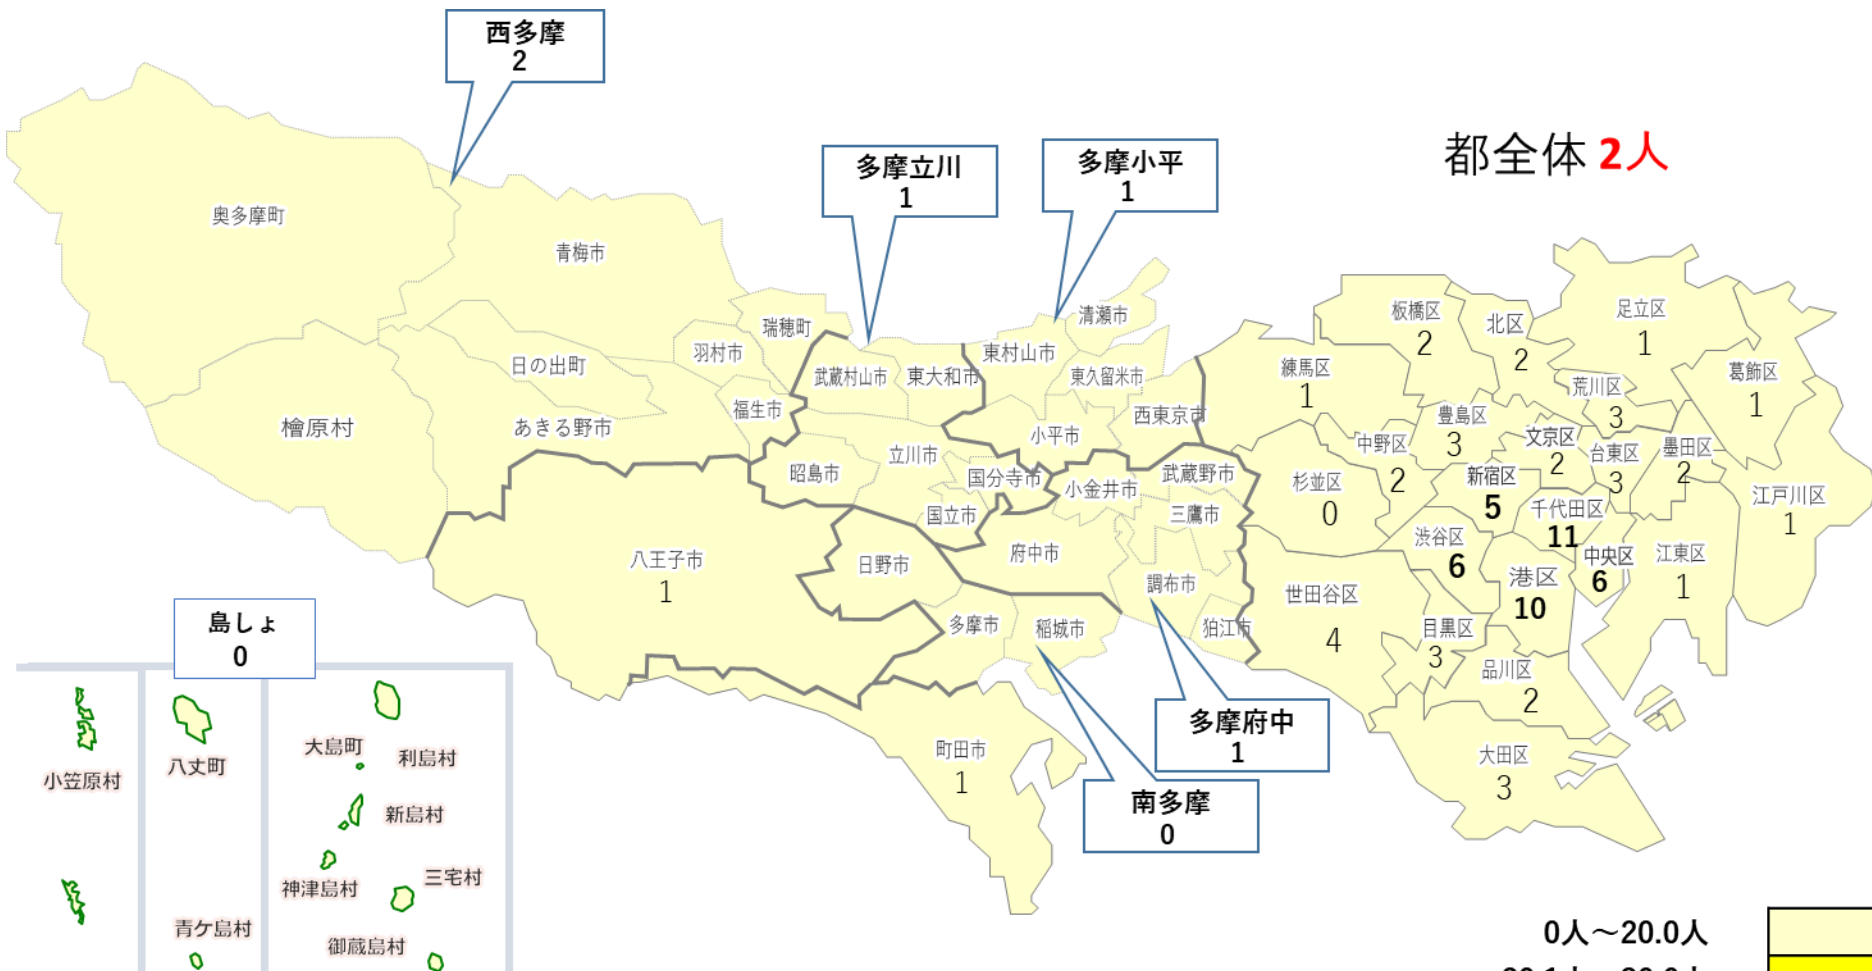 西多摩
2
多摩立川
1
多摩小平
1
都全体 2人
奥多摩町
青梅市
瑞穂町
羽村市
日の出町
福生市
あきる野市
檜原村
武蔵村山市
東大和市
東村山市
清瀬市
東久留米市
西東京市
小平市
昭島市
立川市
国分寺市
国立市
小金井市
武蔵野市
三鷹市
府中市
調布市
狛江市
八王子市
1
日野市
多摩市
稲城市
町田市
1
多摩府中
1
南多摩
0
板橋区
2
北区
2
足立区
1
葛飾区
1
練馬区
1
荒川区
3
豊島区
3
文京区
2
台東区
3
墨田区
2
中野区
2
杉並区
0
新宿区
5
千代田区
11
江戸川区
1
渋谷区
6
中央区
6
江東区
1
港区
10
世田谷区
4
目黒区
3
品川区
2
大田区
3
島しょ
0
小笠原村
八丈町
青ケ島村
大島町
利島村
新島村
神津島村
三宅村
御蔵島村
0人～20.0人